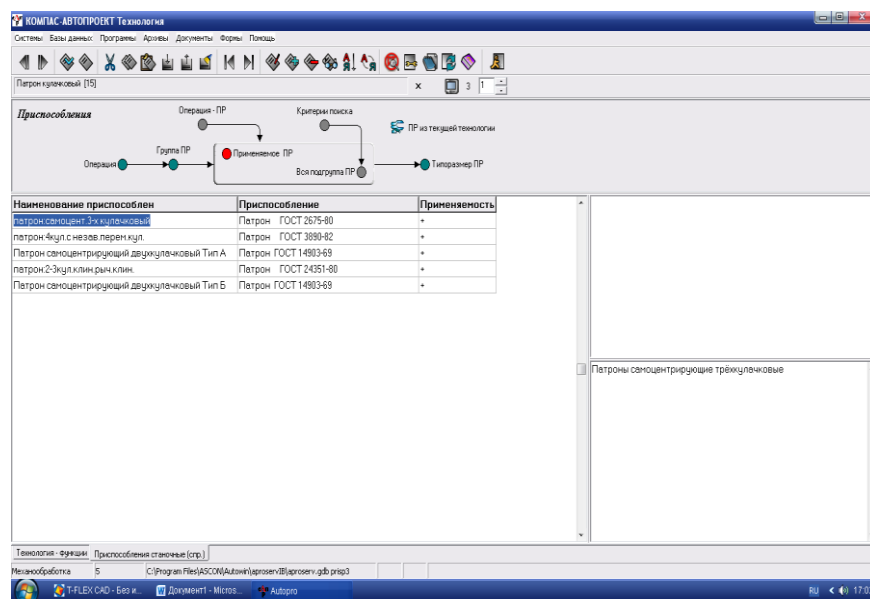 КОМПАС-АВТОПРОЕКТ Технология
Системы Базы данных Программы Архивы Документы Формы Помощь
Патрон кулачковый [15] x 3 1
Приспособления
Операция - ПР Критерии поиска
ПР из текущей технологии
Группа ПР Применяемое ПР
Операция Вся подгруппа ПР Типоразмер ПР
Наименование приспособлен Приспособление Применяемость
патрон:самоцент.3-х кулачковый Патрон ГОСТ 2675-80 +
патрон:4кул.с незав.перем.кул. Патрон ГОСТ 3890-82 +
Патрон самоцентрирующий двухкулачковый Тип А Патрон ГОСТ 14903-69 +
патрон:2-3кул.клин.рыч.клин. Патрон ГОСТ 24351-80 +
Патрон самоцентрирующий двухкулачковый Тип Б Патрон ГОСТ 14903-69 +
Патроны самоцентрирующие трёхкулачковые
Технология - функции Приспособления станочные (спр.)
Механообработка 5 C:\Program Files\ASCON\Autowin\aproservIB\aproserv.gdb prisp3
T-FLEX CAD - Без и... Документ1 - Micros... Autopro RU